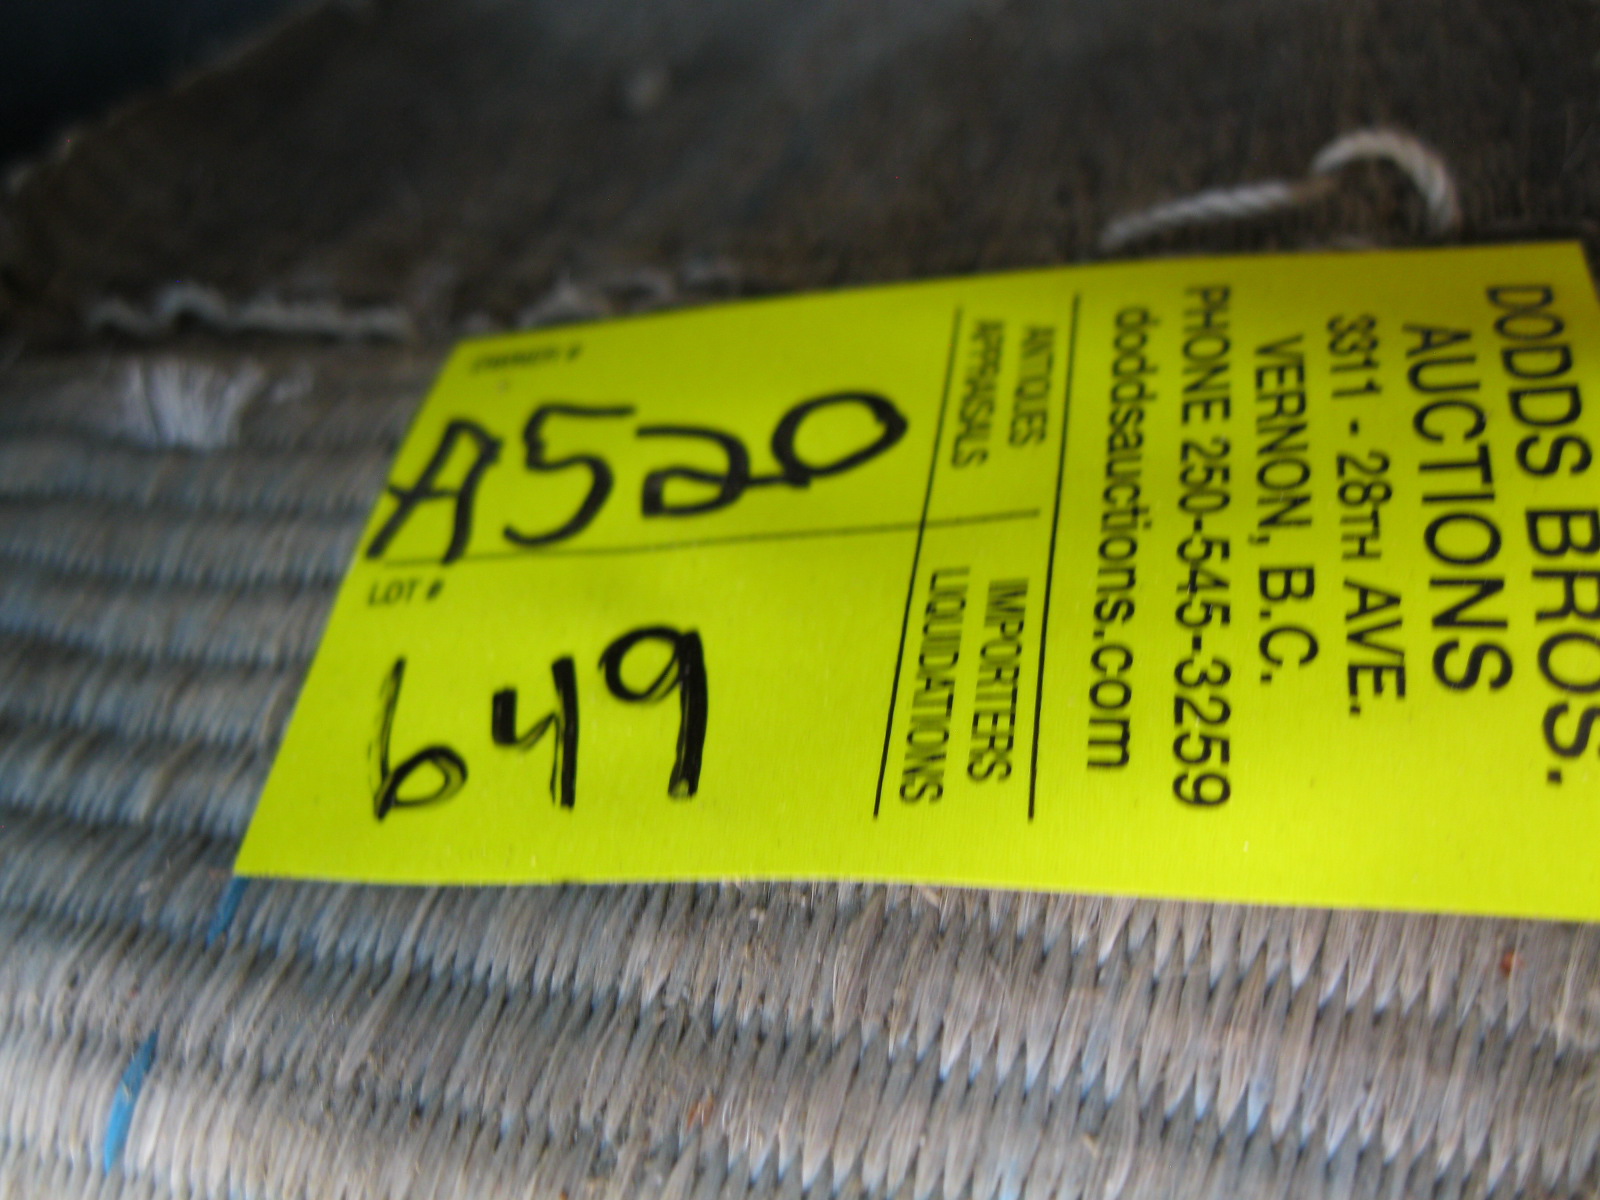 DODDS BROS.
AUCTIONS
3311 - 28TH AVE.
VERNON, B.C.
PHONE 250-545-3259
doddsauctions.com
ANTIQUES
APPRAISALS
IMPORTERS
LIQUIDATIONS
OWNER #
A520
LOT #
649